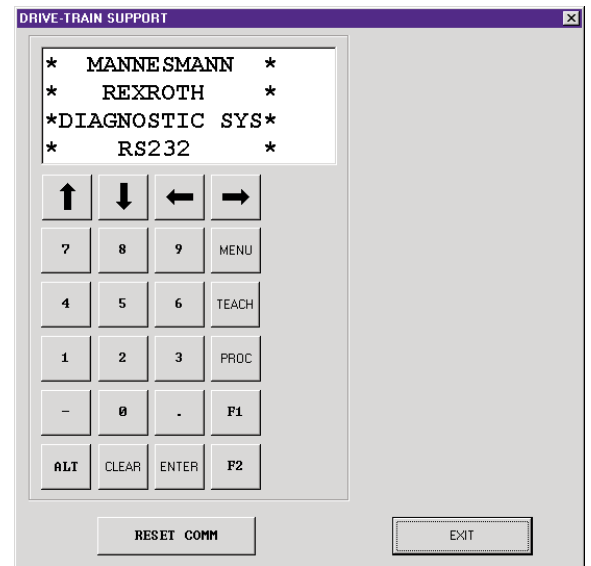 DRIVE-TRAIN SUPPORT
* MANNESMANN *
* REXROTH *
*DIAGNOSTIC SYS*
* RS232 *
7 8 9 MENU
4 5 6 TEACH
1 2 3 PROC
- 0 . F1
ALT CLEAR ENTER F2
RESET COMM EXIT